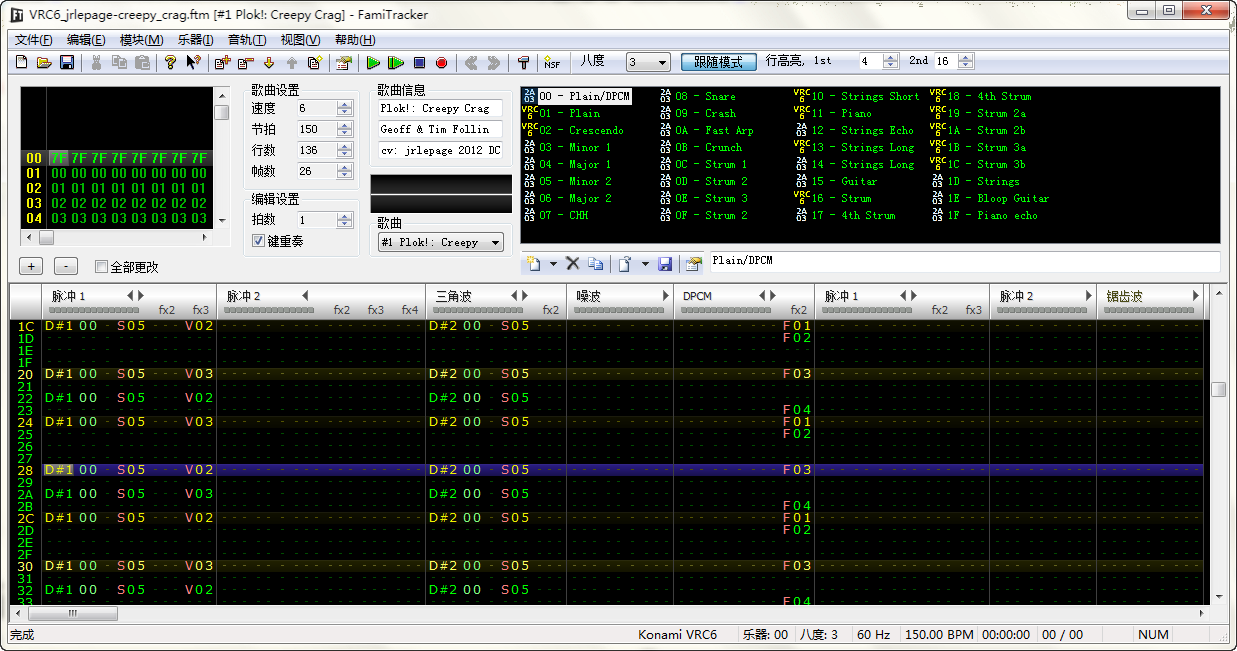 VRC6_jrlepage-creepy_crag.ftm [#1 Plok!: Creepy Crag] - FamiTracker
文件(F) 编辑(E) 模块(M) 乐器(I) 音轨(T) 视图(V) 帮助(H)
NSF 八度 3 跟随模式 行高亮, 1st 4 2nd 16
00 7F 7F 7F 7F 7F 7F 7F 7F
01 00 00 00 00 00 00 00 00
02 01 01 01 01 01 01 01 01
03 02 02 02 02 02 02 02 02
04 03 03 03 03 03 03 03 03
+ - 全部更改
歌曲设置
速度 6
节拍 150
行数 136
帧数 26
编辑设置
拍数 1
键重奏
歌曲信息
Plok!: Creepy Crag
Geoff & Tim Follin
cv: jrlepage 2012 DC
歌曲
#1 Plok!: Creepy
2A03 00 - Plain/DPCM
VRC6 01 - Plain
VRC6 02 - Crescendo
2A03 03 - Minor 1
2A03 04 - Major 1
2A03 05 - Minor 2
2A03 06 - Major 2
2A03 07 - CHH
2A03 08 - Snare
2A03 09 - Crash
2A03 0A - Fast Arp
2A03 0B - Crunch
2A03 0C - Strum 1
2A03 0D - Strum 2
2A03 0E - Strum 3
2A03 0F - Strum 2
VRC6 10 - Strings Short
VRC6 11 - Piano
2A03 12 - Strings Echo
VRC6 13 - Strings Long
2A03 14 - Strings Long
2A03 15 - Guitar
VRC6 16 - Strum
2A03 17 - 4th Strum
VRC6 18 - 4th Strum
VRC6 19 - Strum 2a
VRC6 1A - Strum 2b
VRC6 1B - Strum 3a
VRC6 1C - Strum 3b
2A03 1D - Strings
2A03 1E - Bloop Guitar
2A03 1F - Piano echo
Plain/DPCM
脉冲 1 脉冲 2 三角波 噪波 DPCM 脉冲 1 脉冲 2 锯齿波
fx2 fx3 fx2 fx3 fx4 fx2 fx2 fx2 fx3
1C D#1 00 S05 V02 D#2 00 S05 F01
1D F02
1E
1F
20 D#1 00 S05 V03 D#2 00 S05 F03
21
22 D#1 00 S05 V02 D#2 00 S05
23 F04
24 D#1 00 S05 V03 D#2 00 S05 F01
25 F02
26
27
28 D#1 00 S05 V02 D#2 00 S05 F03
29
2A D#1 00 S05 V03 D#2 00 S05
2B F04
2C D#1 00 S05 V02 D#2 00 S05 F01
2D F02
2E
2F
30 D#1 00 S05 V03 D#2 00 S05 F03
31
32 D#1 00 S05 V02 D#2 00 S05
33 F04
完成 Konami VRC6 乐器: 00 八度: 3 60 Hz 150.00 BPM 00:00:00 00 / 00 NUM